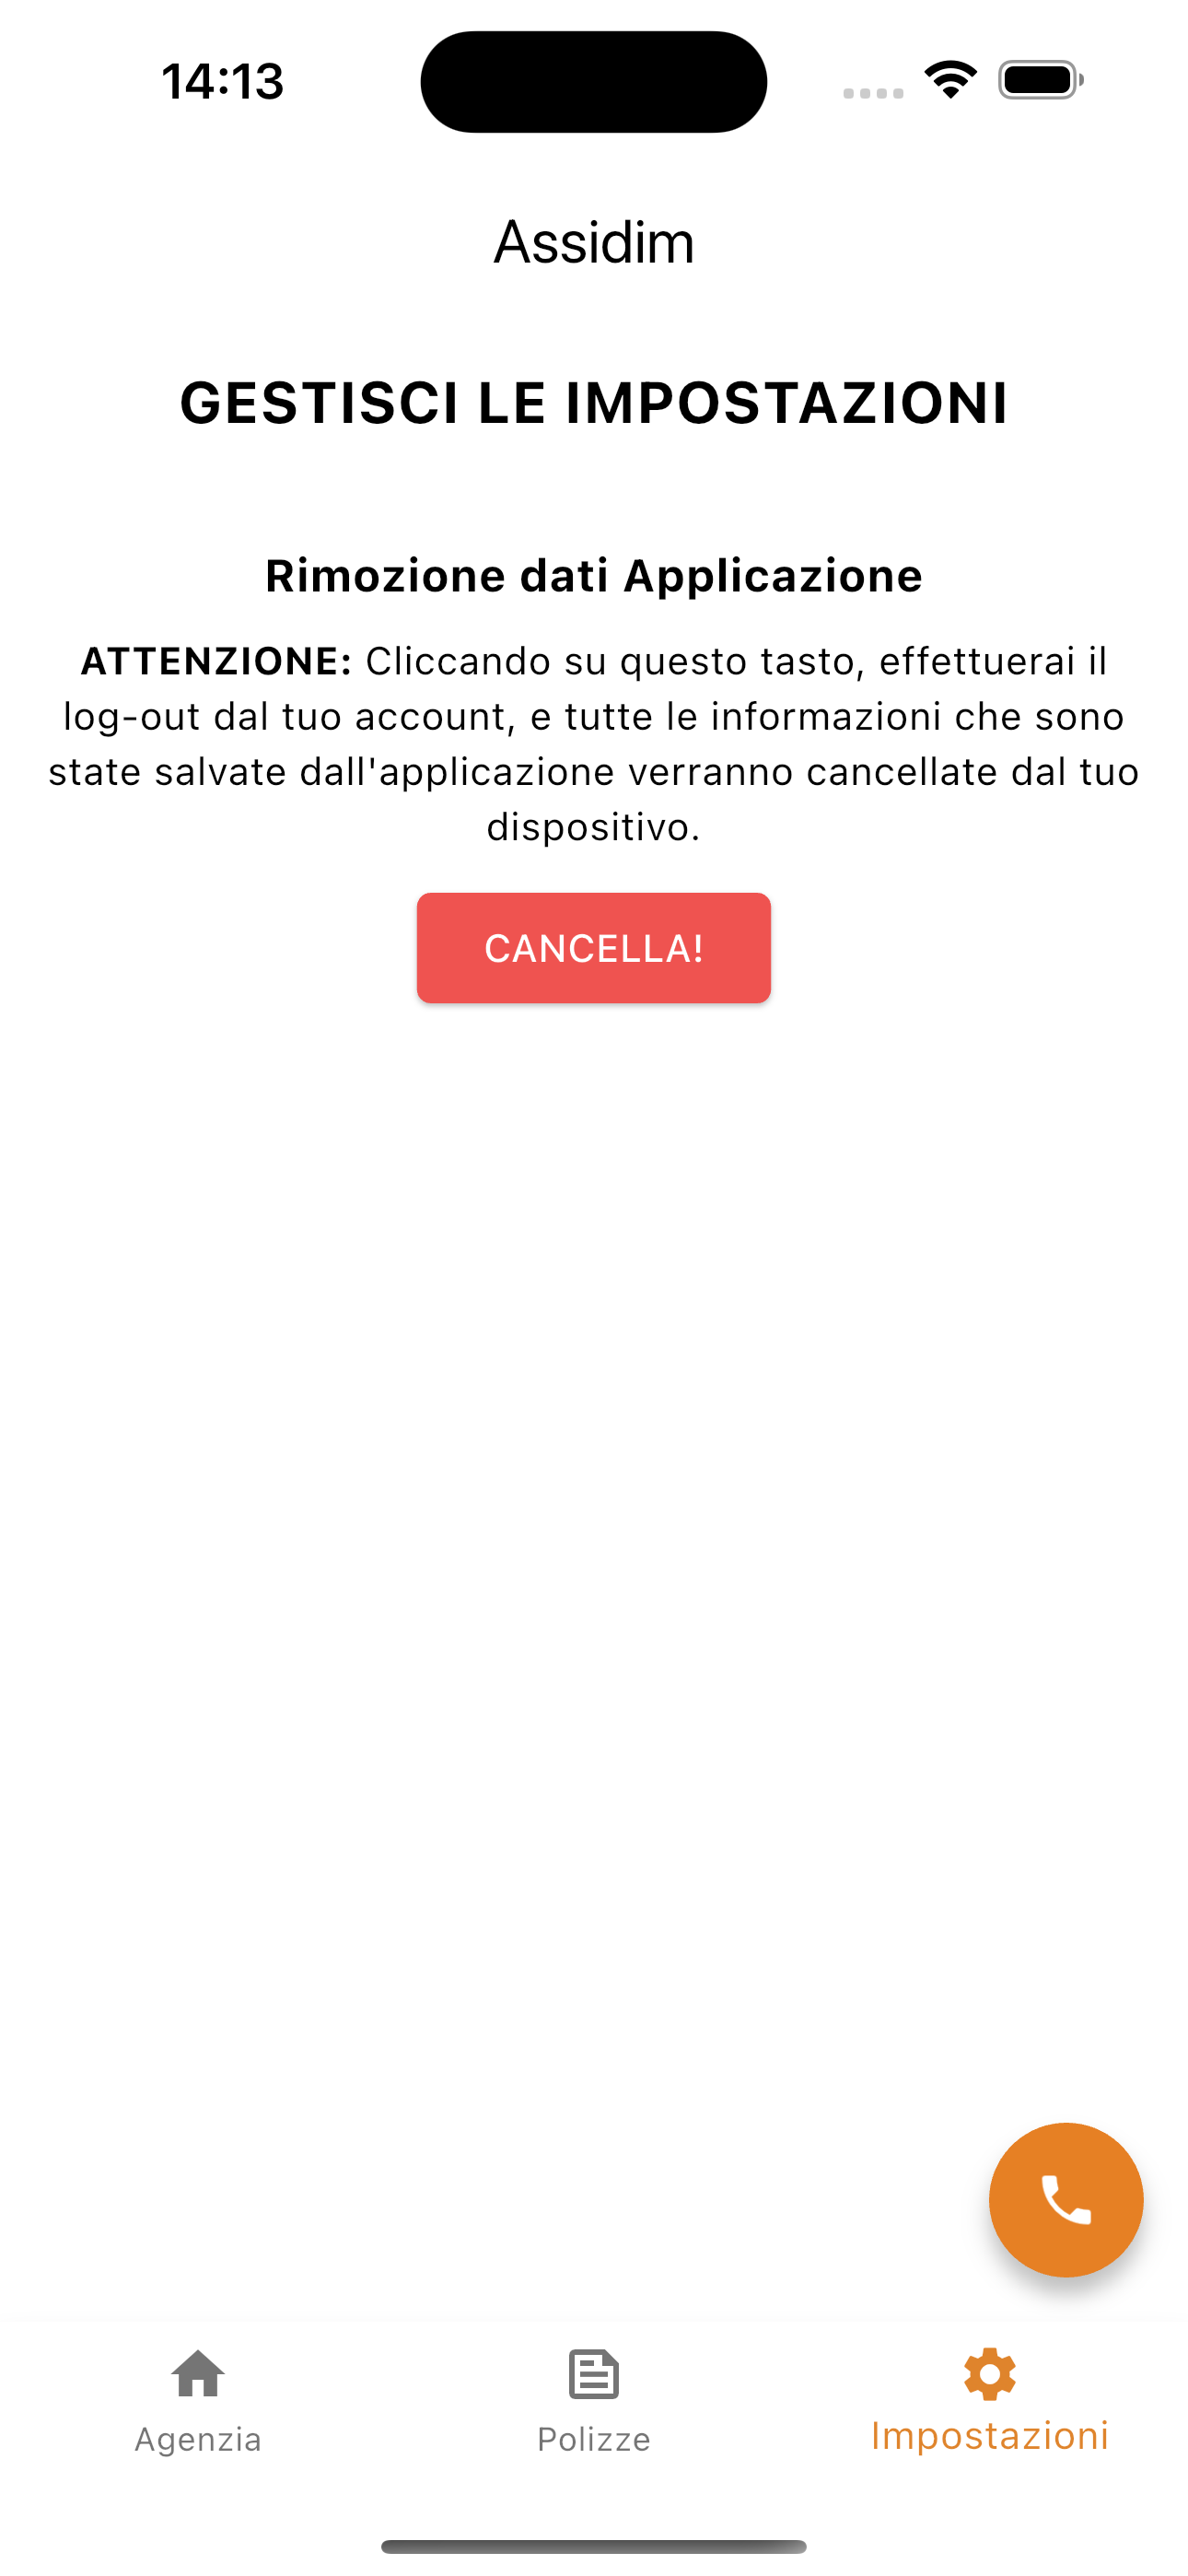 14:13
Assidim
GESTISCI LE IMPOSTAZIONI
Rimozione dati Applicazione
ATTENZIONE: Cliccando su questo tasto, effettuerai il
log-out dal tuo account, e tutte le informazioni che sono
state salvate dall'applicazione verranno cancellate dal tuo
dispositivo.
CANCELLA!
Agenzia
Polizze
Impostazioni